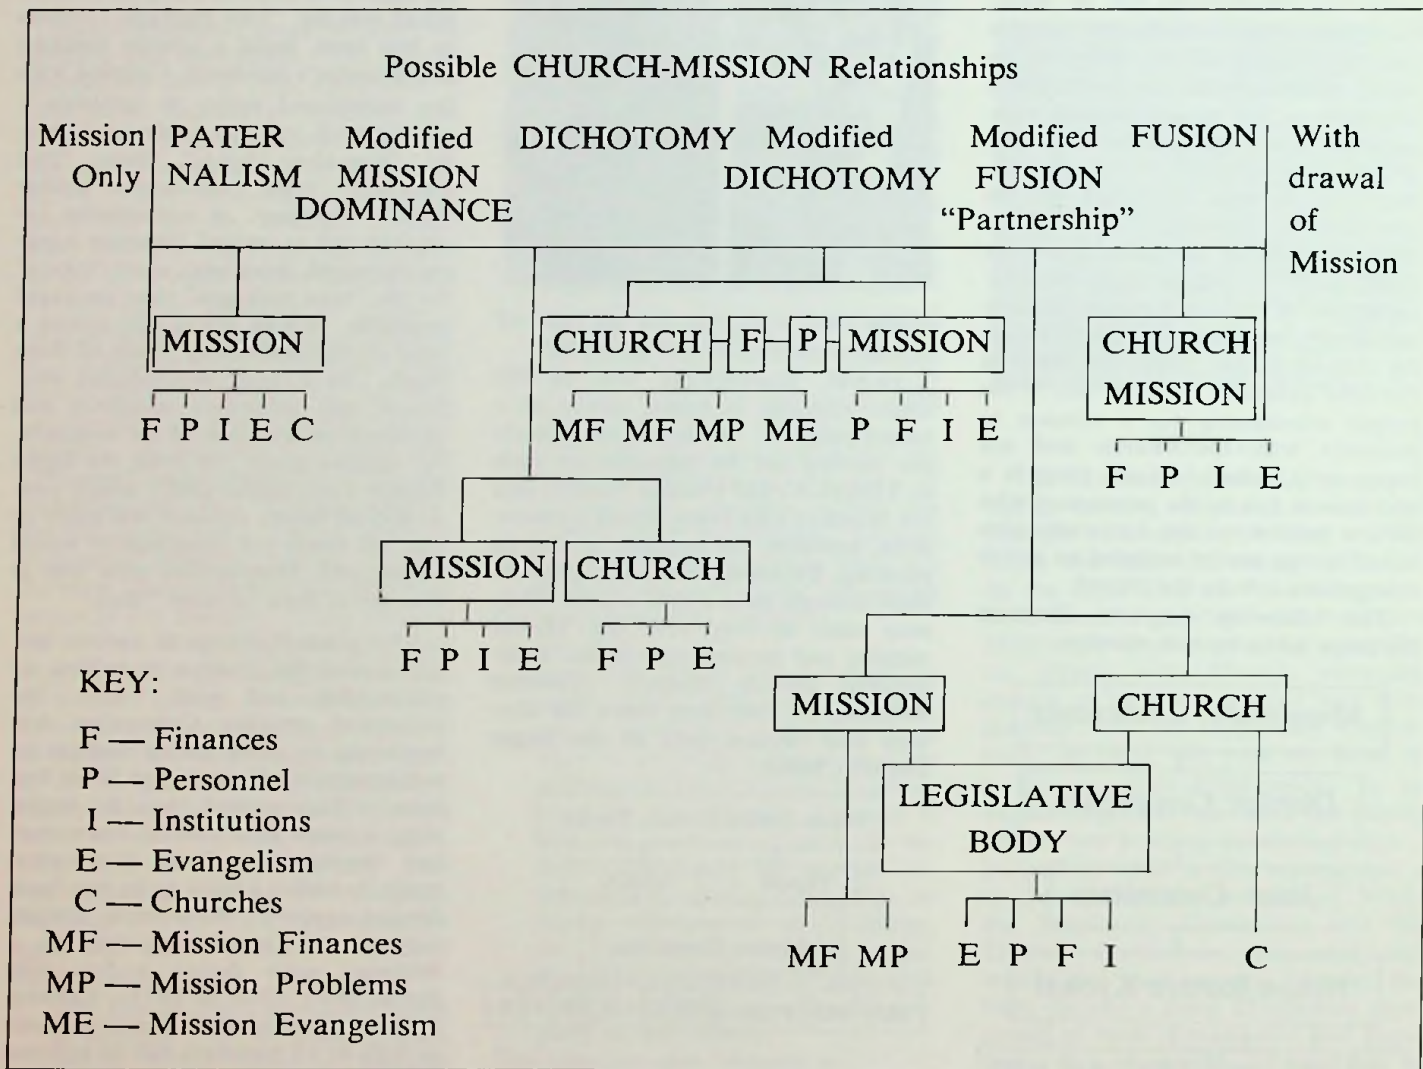 Possible CHURCH-MISSION Relationships
Mission PATER Modified DICHOTOMY Modified Modified FUSION With
Only NALISM MISSION DICHOTOMY FUSION drawal
DOMINANCE "Partnership" of
Mission
MISSION CHURCH F P MISSION CHURCH
MISSION
F P I E C MF MF MP ME P F I E
F P I E
MISSION CHURCH
F P I E F P E
KEY:
F — Finances
P — Personnel
I — Institutions
E — Evangelism
C — Churches
MF — Mission Finances
MP — Mission Problems
ME — Mission Evangelism
MISSION CHURCH
LEGISLATIVE
BODY
MF MP E P F I C